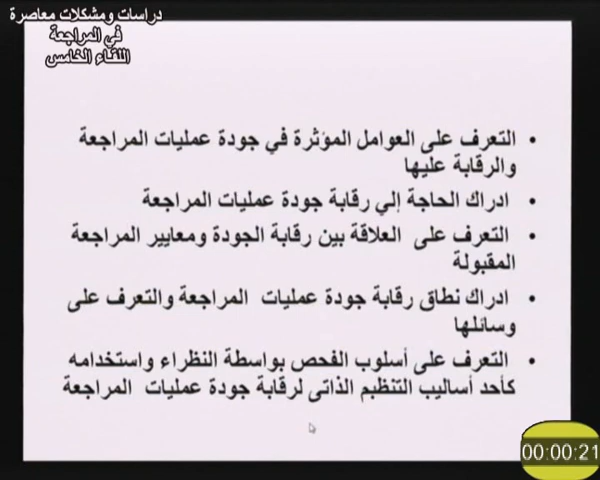 دراسات ومشكلات معاصرة
في المراجعة
اللقاء الخامس
• التعرف على العوامل المؤثرة في جودة عمليات المراجعة
والرقابة عليها
• ادراك الحاجة إلي رقابة جودة عمليات المراجعة
• التعرف على العلاقة بين رقابة الجودة ومعايير المراجعة
المقبولة
• ادراك نطاق رقابة جودة عمليات المراجعة والتعرف على
وسائلها
• التعرف على أسلوب الفحص بواسطة النظراء واستخدامه
كأحد أساليب التنظيم الذاتى لرقابة جودة عمليات المراجعة
00:00:21